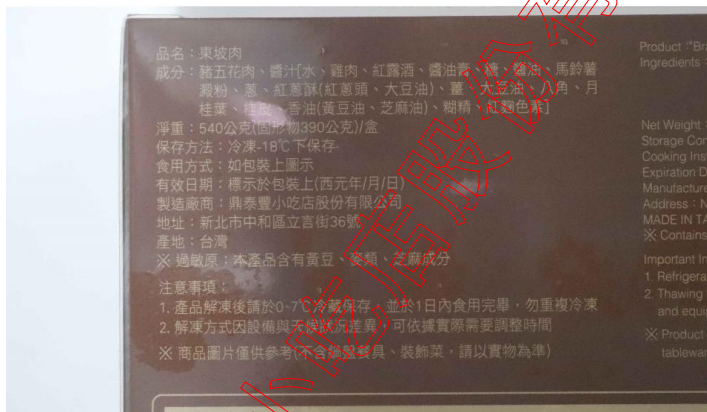 品名：東坡肉
成分：豬五花肉、醬汁[水、雞肉、紅露酒、醬油膏、糖、醬油、馬鈴薯
澱粉、蔥、紅蔥酥(紅蔥頭、大豆油)、薑、大豆油、八角、月
桂葉、桂皮、香油(黃豆油、芝麻油)、糊精、紅麴色素]
淨重：540公克(固形物390公克)/盒
保存方法：冷凍-18℃下保存
食用方式：如包裝上圖示
有效日期：標示於包裝上(西元年/月/日)
製造廠商：鼎泰豐小吃店股份有限公司
地址：新北市中和區立言街36號
產地：台灣
※ 過敏原：本產品含有黃豆、麥類、芝麻成分
注意事項：
1. 產品解凍後請於0~7℃冷藏保存，並於1日內食用完畢，勿重複冷凍
2. 解凍方式因設備與天候狀況差異，可依據實際需要調整時間
※ 商品圖片僅供參考(不含鍋盤餐具、裝飾菜，請以實物為準)
Product :"Bra
Ingredients :
Net Weight :
Storage Con
Cooking Inst
Expiration D
Manufacture
Address : N
MADE IN TA
※ Contains
Important In
1. Refrigera
2. Thawing
and equip
※ Product
tablewar
小吃店股份有